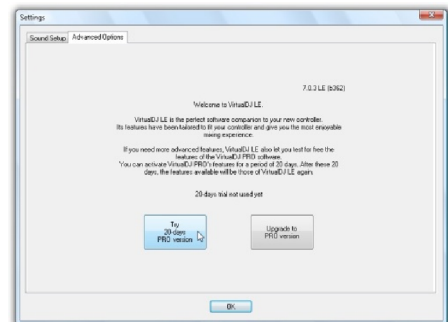 Settings
Sound Setup Advanced Options
7.0.3 LE (b362)
Welcome to VirtualDJ LE.
VirtualDJ LE is the perfect software companion to your new controller.
Its features have been tailored to fit your controller and give you the most enjoyable
mixing experience.
If you need more advanced features, VirtualDJ LE also let you test for free the
features of the VirtualDJ PRO software.
You can activate VirtualDJ PRO's features for a period of 20 days. After these 20
days, the features available will be those of VirtualDJ LE again.
20-days trial not used yet
Try
20-days
PRO version
Upgrade to
PRO version
OK